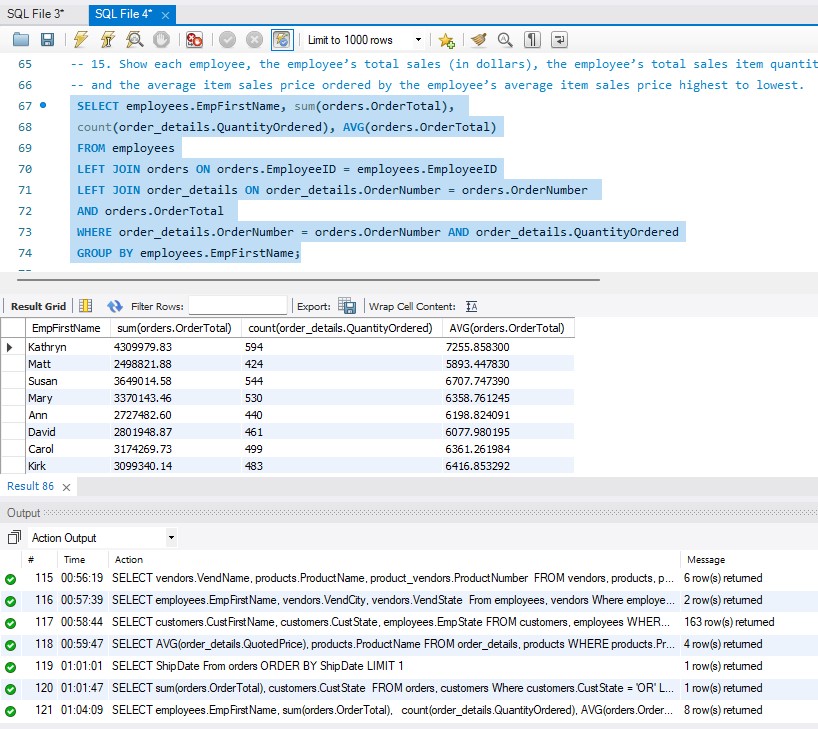 SQL File 3* SQL File 4*
Limit to 1000 rows
65 -- 15. Show each employee, the employee’s total sales (in dollars), the employee’s total sales item quantit
66 -- and the average item sales price ordered by the employee’s average item sales price highest to lowest.
67 SELECT employees.EmpFirstName, sum(orders.OrderTotal),
68 count(order_details.QuantityOrdered), AVG(orders.OrderTotal)
69 FROM employees
70 LEFT JOIN orders ON orders.EmployeeID = employees.EmployeeID
71 LEFT JOIN order_details ON order_details.OrderNumber = orders.OrderNumber
72 AND orders.OrderTotal
73 WHERE order_details.OrderNumber = orders.OrderNumber AND order_details.QuantityOrdered
74 GROUP BY employees.EmpFirstName;
Result Grid Filter Rows: Export: Wrap Cell Content: IA
EmpFirstName sum(orders.OrderTotal) count(order_details.QuantityOrdered) AVG(orders.OrderTotal)
Kathryn 4309979.83 594 7255.858300
Matt 2498821.88 424 5893.447830
Susan 3649014.58 544 6707.747390
Mary 3370143.46 530 6358.761245
Ann 2727482.60 440 6198.824091
David 2801948.87 461 6077.980195
Carol 3174269.73 499 6361.261984
Kirk 3099340.14 483 6416.853292
Result 86
Output
Action Output
# Time Action Message
115 00:56:19 SELECT vendors.VendName, products.ProductName, product_vendors.ProductNumber FROM vendors, products, p... 6 row(s) returned
116 00:57:39 SELECT employees.EmpFirstName, vendors.VendCity, vendors.VendState From employees, vendors Where employe... 2 row(s) returned
117 00:58:44 SELECT customers.CustFirstName, customers.CustState, employees.EmpState FROM customers, employees WHER... 163 row(s) returned
118 00:59:47 SELECT AVG(order_details.QuotedPrice), products.ProductName FROM order_details, products WHERE products.Pr... 4 row(s) returned
119 01:01:01 SELECT ShipDate From orders ORDER BY ShipDate LIMIT 1 1 row(s) returned
120 01:01:47 SELECT sum(orders.OrderTotal), customers.CustState FROM orders, customers Where customers.CustState = 'OR' L... 1 row(s) returned
121 01:04:09 SELECT employees.EmpFirstName, sum(orders.OrderTotal), count(order_details.QuantityOrdered), AVG(orders.Order... 8 row(s) returned